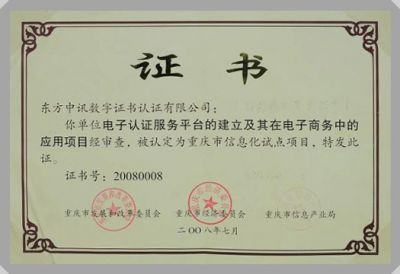 证书
东方中讯数字证书认证有限公司：
你单位电子认证服务平台的建立及其在电子商务中的
应用项目经审查，被认定为重庆市信息化试点项目，特发此
证。
证书号：20080008
重庆市发展和改革委员会 重庆市经济委员会 重庆市信息产业局
二〇〇八年七月